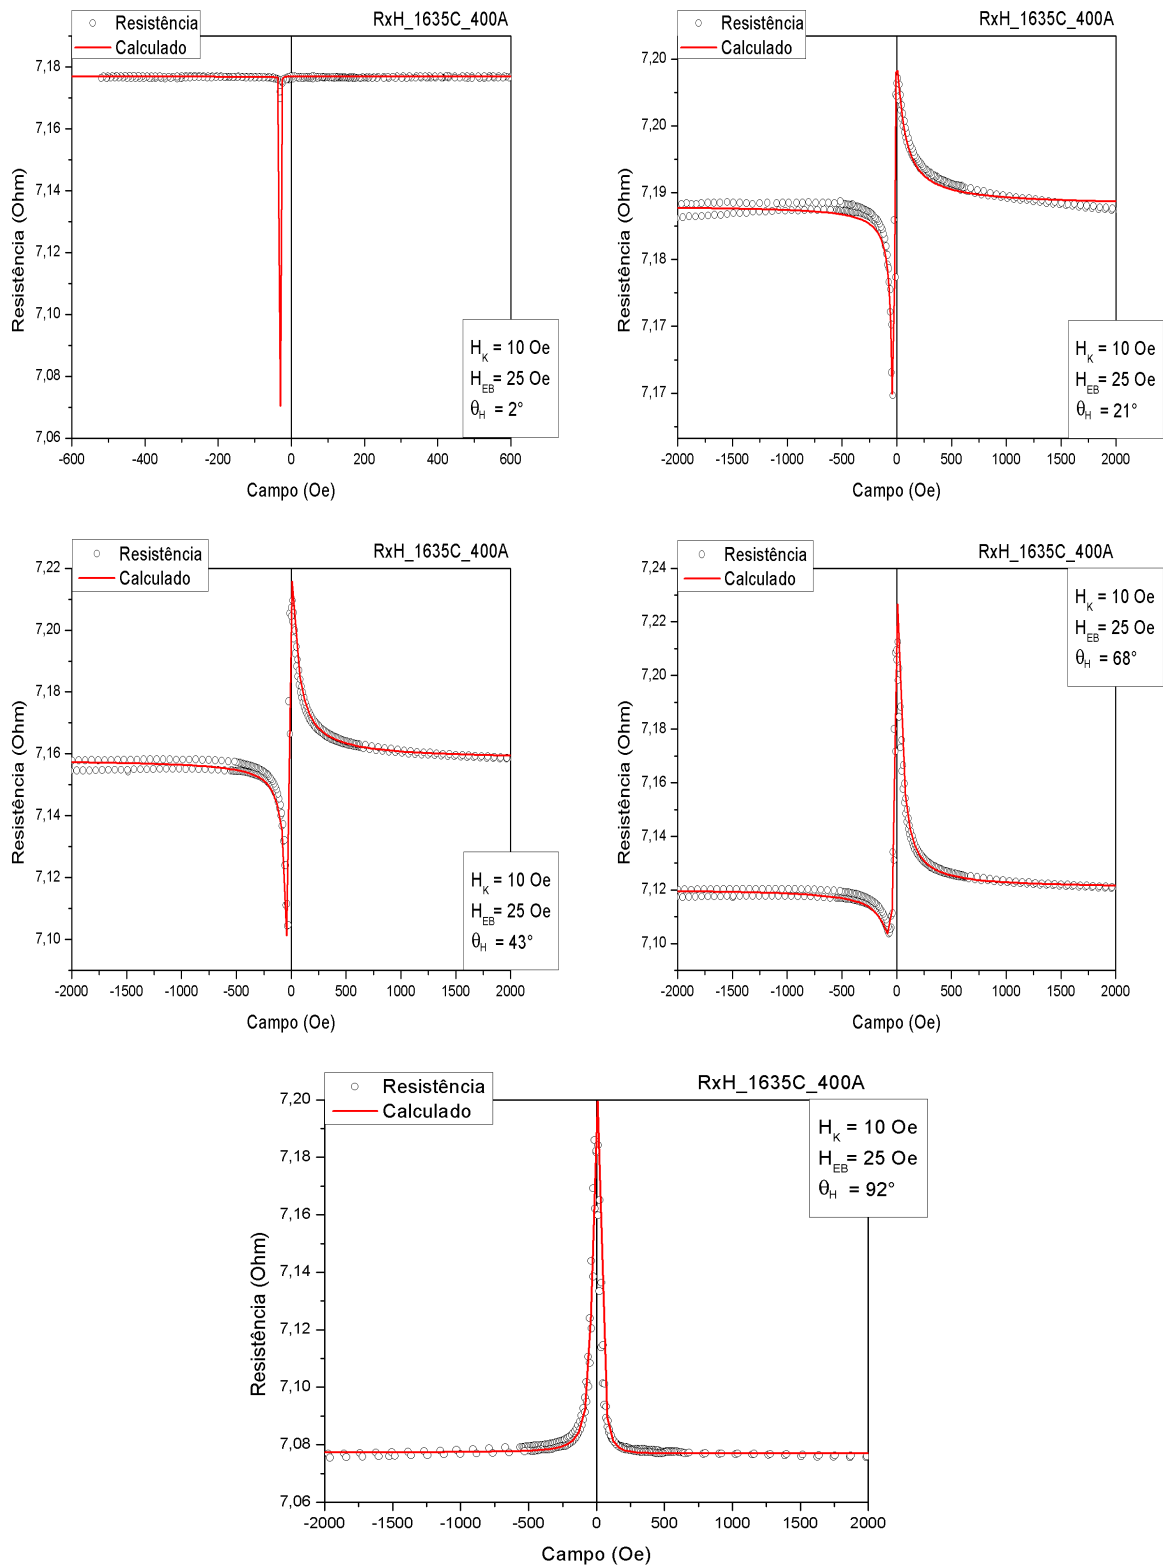 RxH_1635C_400A
Resistência
Calculado
7,18
7,16
7,14
7,12
7,10
7,08
7,06
Resistência (Ohm)
-600 -400 -200 0 200 400 600
Campo (Oe)
H_K = 10 Oe
H_EB= 25 Oe
θ_H = 2°
RxH_1635C_400A
Resistência
Calculado
7,20
7,20
7,19
7,18
7,17
7,17
Resistência (Ohm)
-2000 -1500 -1000 -500 0 500 1000 1500 2000
Campo (Oe)
H_K = 10 Oe
H_EB= 25 Oe
θ_H = 21°
RxH_1635C_400A
Resistência
Calculado
7,22
7,20
7,18
7,16
7,14
7,12
7,10
Resistência (Ohm)
-2000 -1500 -1000 -500 0 500 1000 1500 2000
Campo (Oe)
H_K = 10 Oe
H_EB= 25 Oe
θ_H = 43°
RxH_1635C_400A
Resistência
Calculado
7,24
7,22
7,20
7,18
7,16
7,14
7,12
7,10
Resistência (Ohm)
-2000 -1500 -1000 -500 0 500 1000 1500 2000
Campo (Oe)
H_K = 10 Oe
H_EB= 25 Oe
θ_H = 68°
RxH_1635C_400A
Resistência
Calculado
7,20
7,18
7,16
7,14
7,12
7,10
7,08
7,06
Resistência (Ohm)
-2000 -1500 -1000 -500 0 500 1000 1500 2000
Campo (Oe)
H_K = 10 Oe
H_EB= 25 Oe
θ_H = 92°